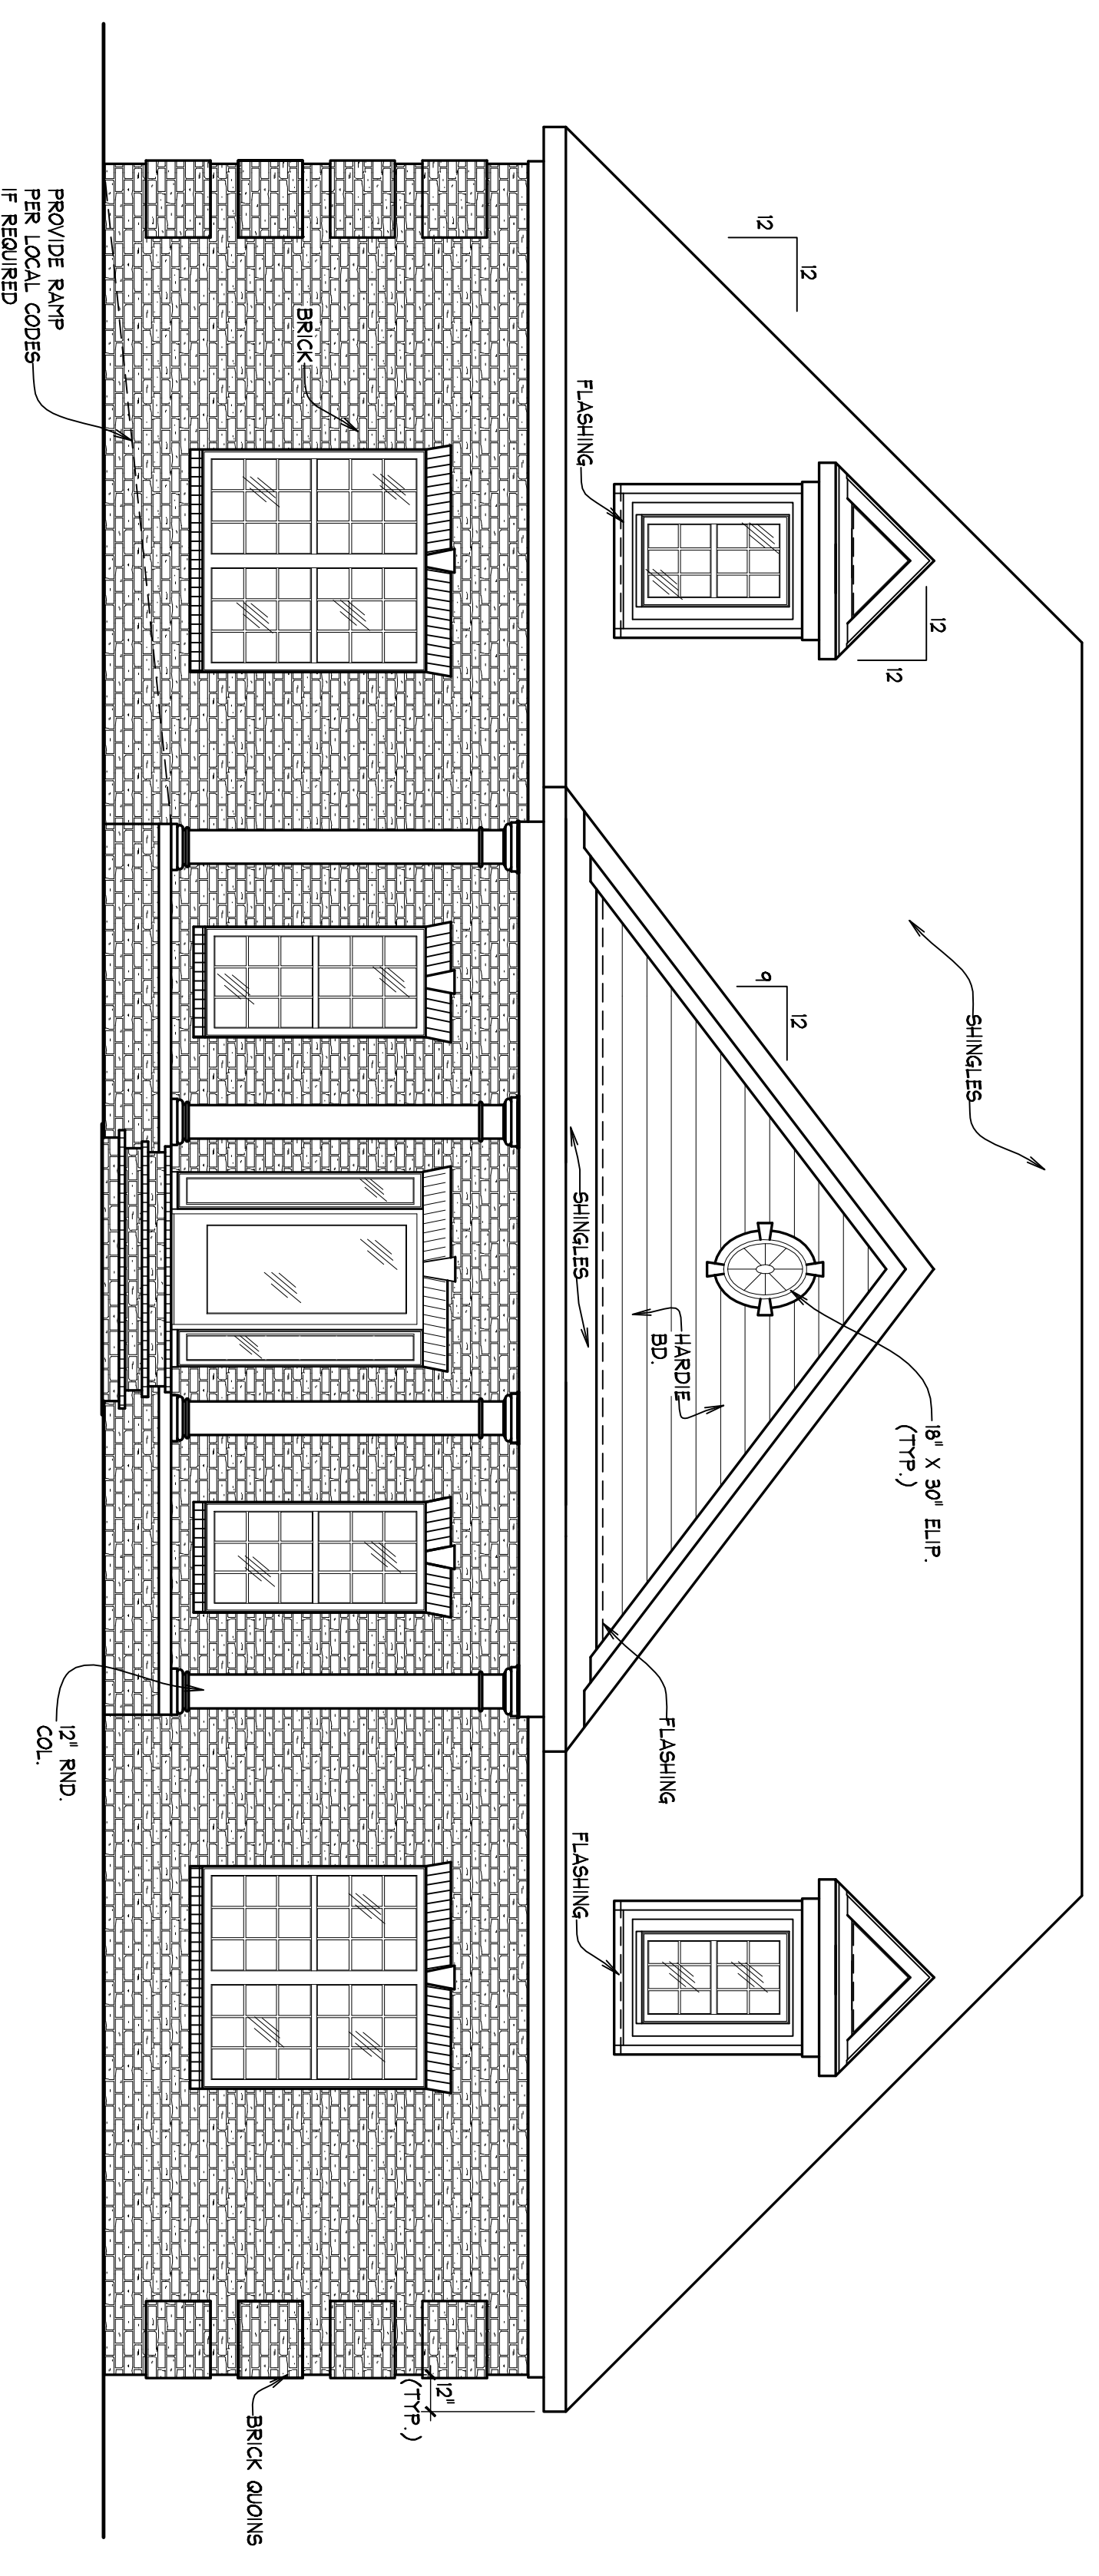 SHINGLES
12
12
12
12
18" X 30" ELIP.
(TYP.)
9
12
HARDIE
BD.
FLASHING
SHINGLES
FLASHING
FLASHING
BRICK
12"
(TYP.)
BRICK QUOINS
PROVIDE RAMP
PER LOCAL CODES
IF REQUIRED
12" RND.
COL.